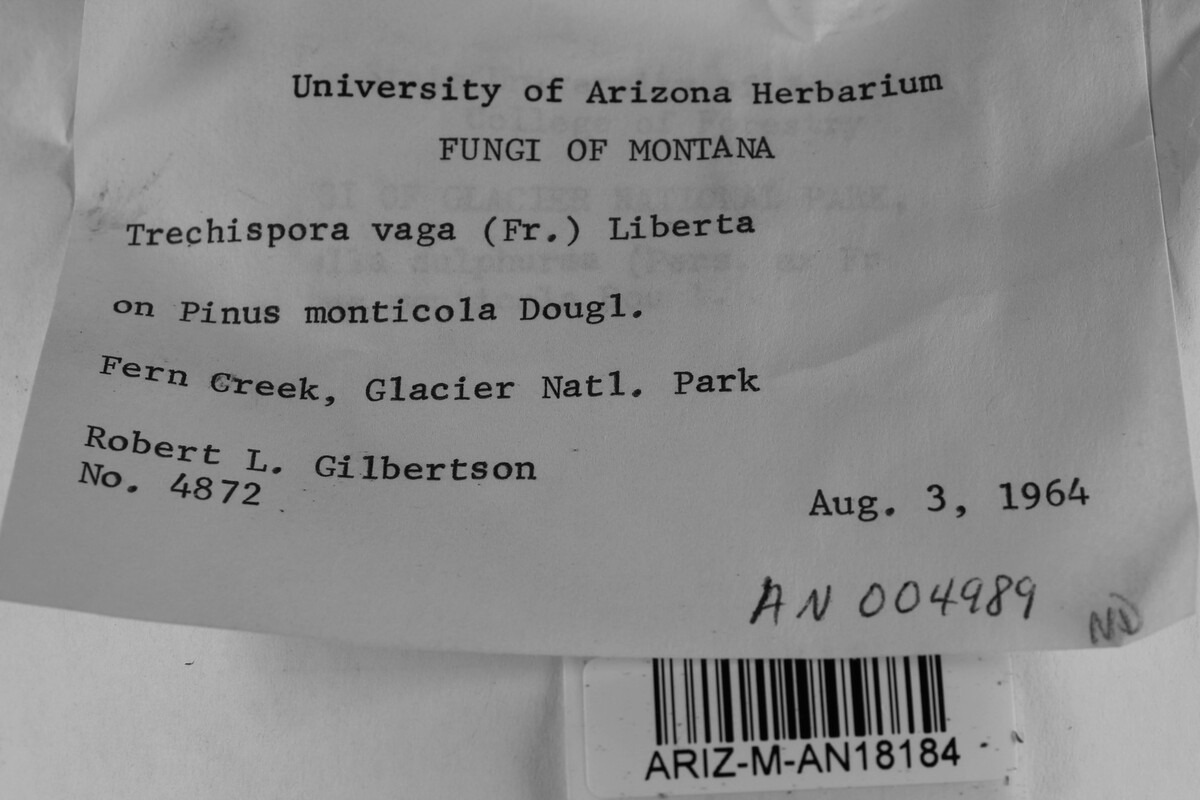 University of Arizona Herbarium
FUNGI OF MONTANA
Trechispora vaga (Fr.) Liberta
on Pinus monticola Dougl.
Fern Creek, Glacier Natl. Park
Robert L. Gilbertson
No. 4872
Aug. 3, 1964
AN 004989
ARIZ-M-AN18184